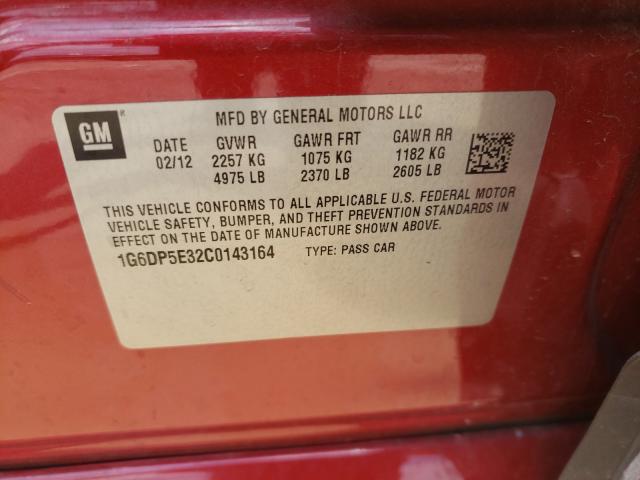 GM
MFD BY GENERAL MOTORS LLC
DATE GVWR GAWR FRT GAWR RR
02/12 2257 KG 1075 KG 1182 KG
4975 LB 2370 LB 2605 LB
THIS VEHICLE CONFORMS TO ALL APPLICABLE U.S. FEDERAL MOTOR
VEHICLE SAFETY, BUMPER, AND THEFT PREVENTION STANDARDS IN
EFFECT ON THE DATE OF MANUFACTURE SHOWN ABOVE.
1G6DP5E32C0143164 TYPE: PASS CAR